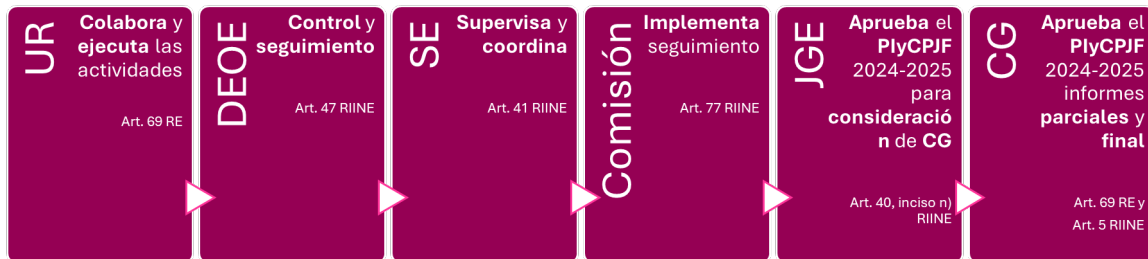 UR
Colabora y
ejecuta las
actividades
Art. 69 RE
DEOE
Control y
seguimiento
Art. 47 RIINE
SE
Supervisa y
coordina
Art. 41 RIINE
Comisión
Implementa
seguimiento
Art. 77 RIINE
JGE
Aprueba el
PIyCPJF
2024-2025
para
consideració
n de CG
Art. 40, inciso n)
RIINE
CG
Aprueba el
PIyCPJF
2024-2025
informes
parciales y
final
Art. 69 RE y
Art. 5 RIINE